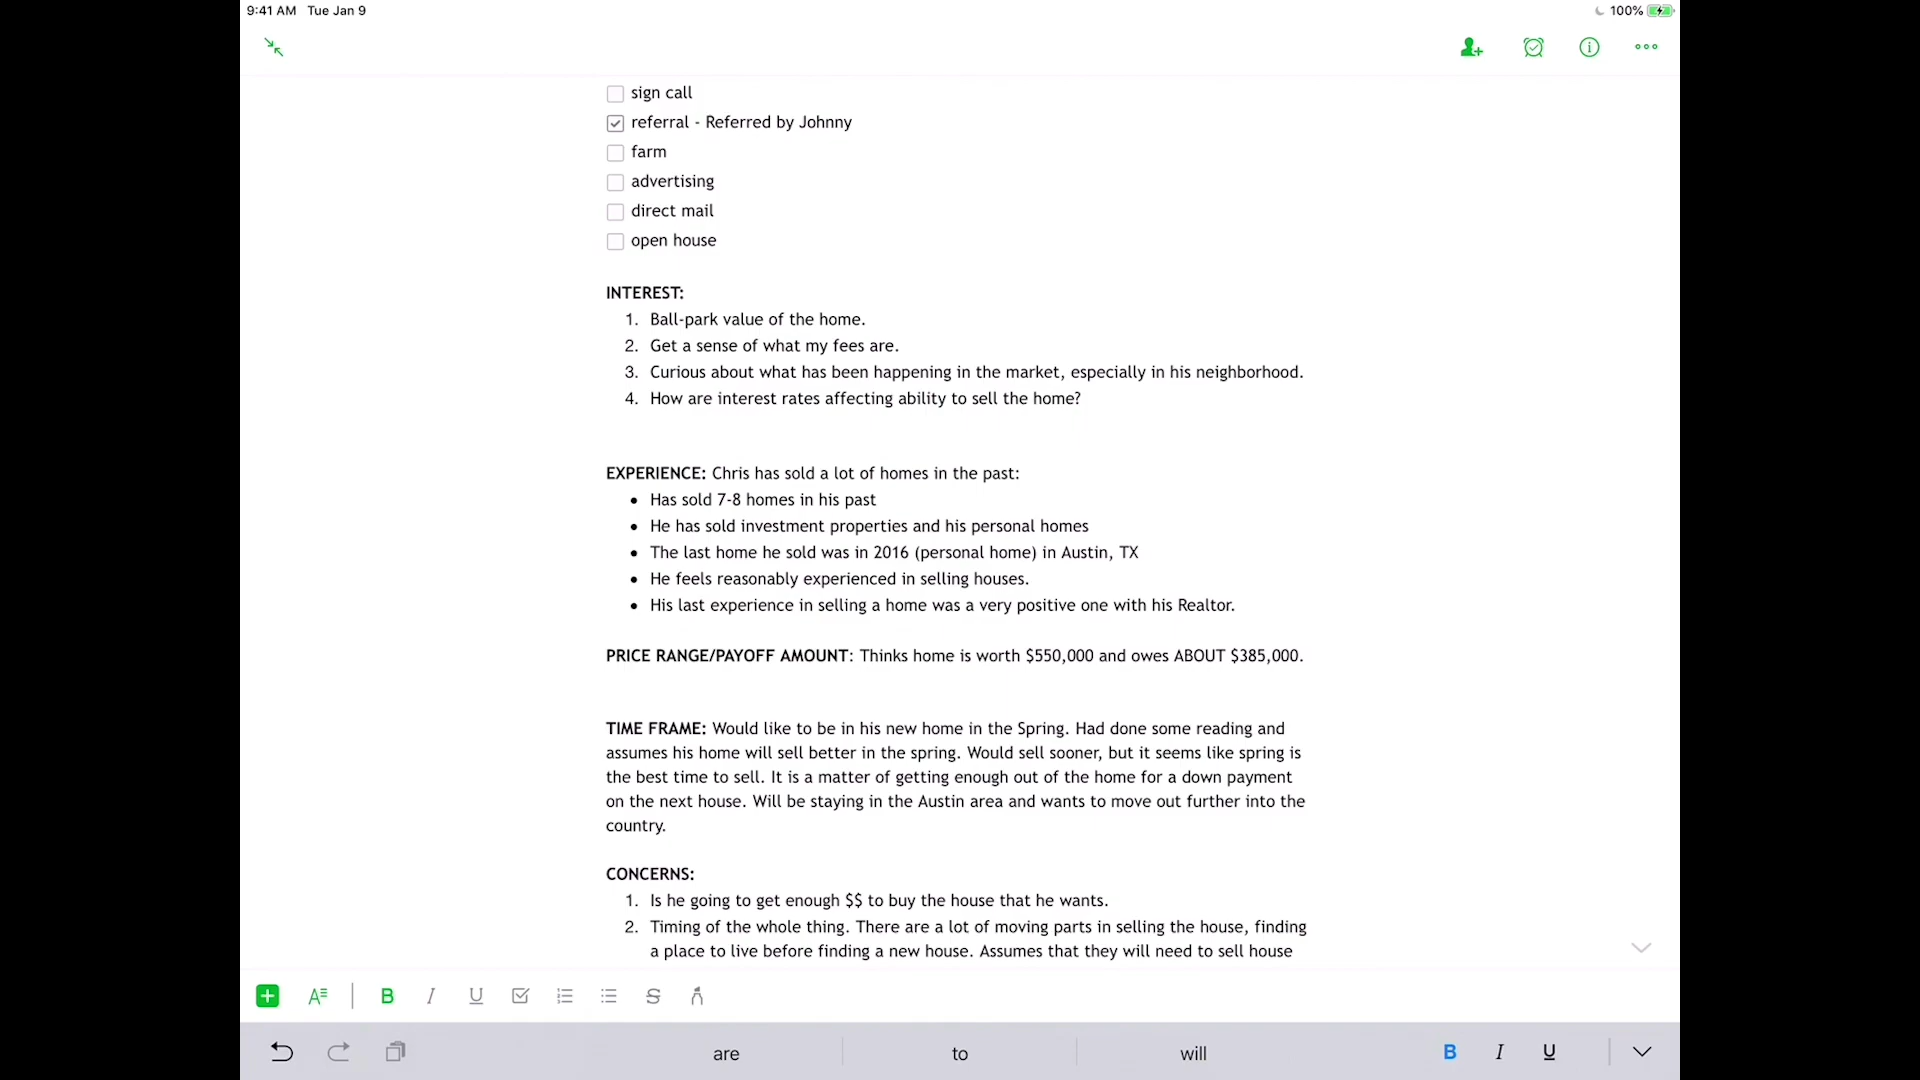 9:41 AM Tue Jan 9
100%
sign call
referral - Referred by Johnny
farm
advertising
direct mail
open house
INTEREST:
1. Ball-park value of the home.
2. Get a sense of what my fees are.
3. Curious about what has been happening in the market, especially in his neighborhood.
4. How are interest rates affecting ability to sell the home?
EXPERIENCE: Chris has sold a lot of homes in the past:
• Has sold 7-8 homes in his past
• He has sold investment properties and his personal homes
• The last home he sold was in 2016 (personal home) in Austin, TX
• He feels reasonably experienced in selling houses.
• His last experience in selling a home was a very positive one with his Realtor.
PRICE RANGE/PAYOFF AMOUNT: Thinks home is worth $550,000 and owes ABOUT $385,000.
TIME FRAME: Would like to be in his new home in the Spring. Had done some reading and
assumes his home will sell better in the spring. Would sell sooner, but it seems like spring is
the best time to sell. It is a matter of getting enough out of the home for a down payment
on the next house. Will be staying in the Austin area and wants to move out further into the
country.
CONCERNS:
1. Is he going to get enough $$ to buy the house that he wants.
2. Timing of the whole thing. There are a lot of moving parts in selling the house, finding
a place to live before finding a new house. Assumes that they will need to sell house
B I U S
are to will B I U